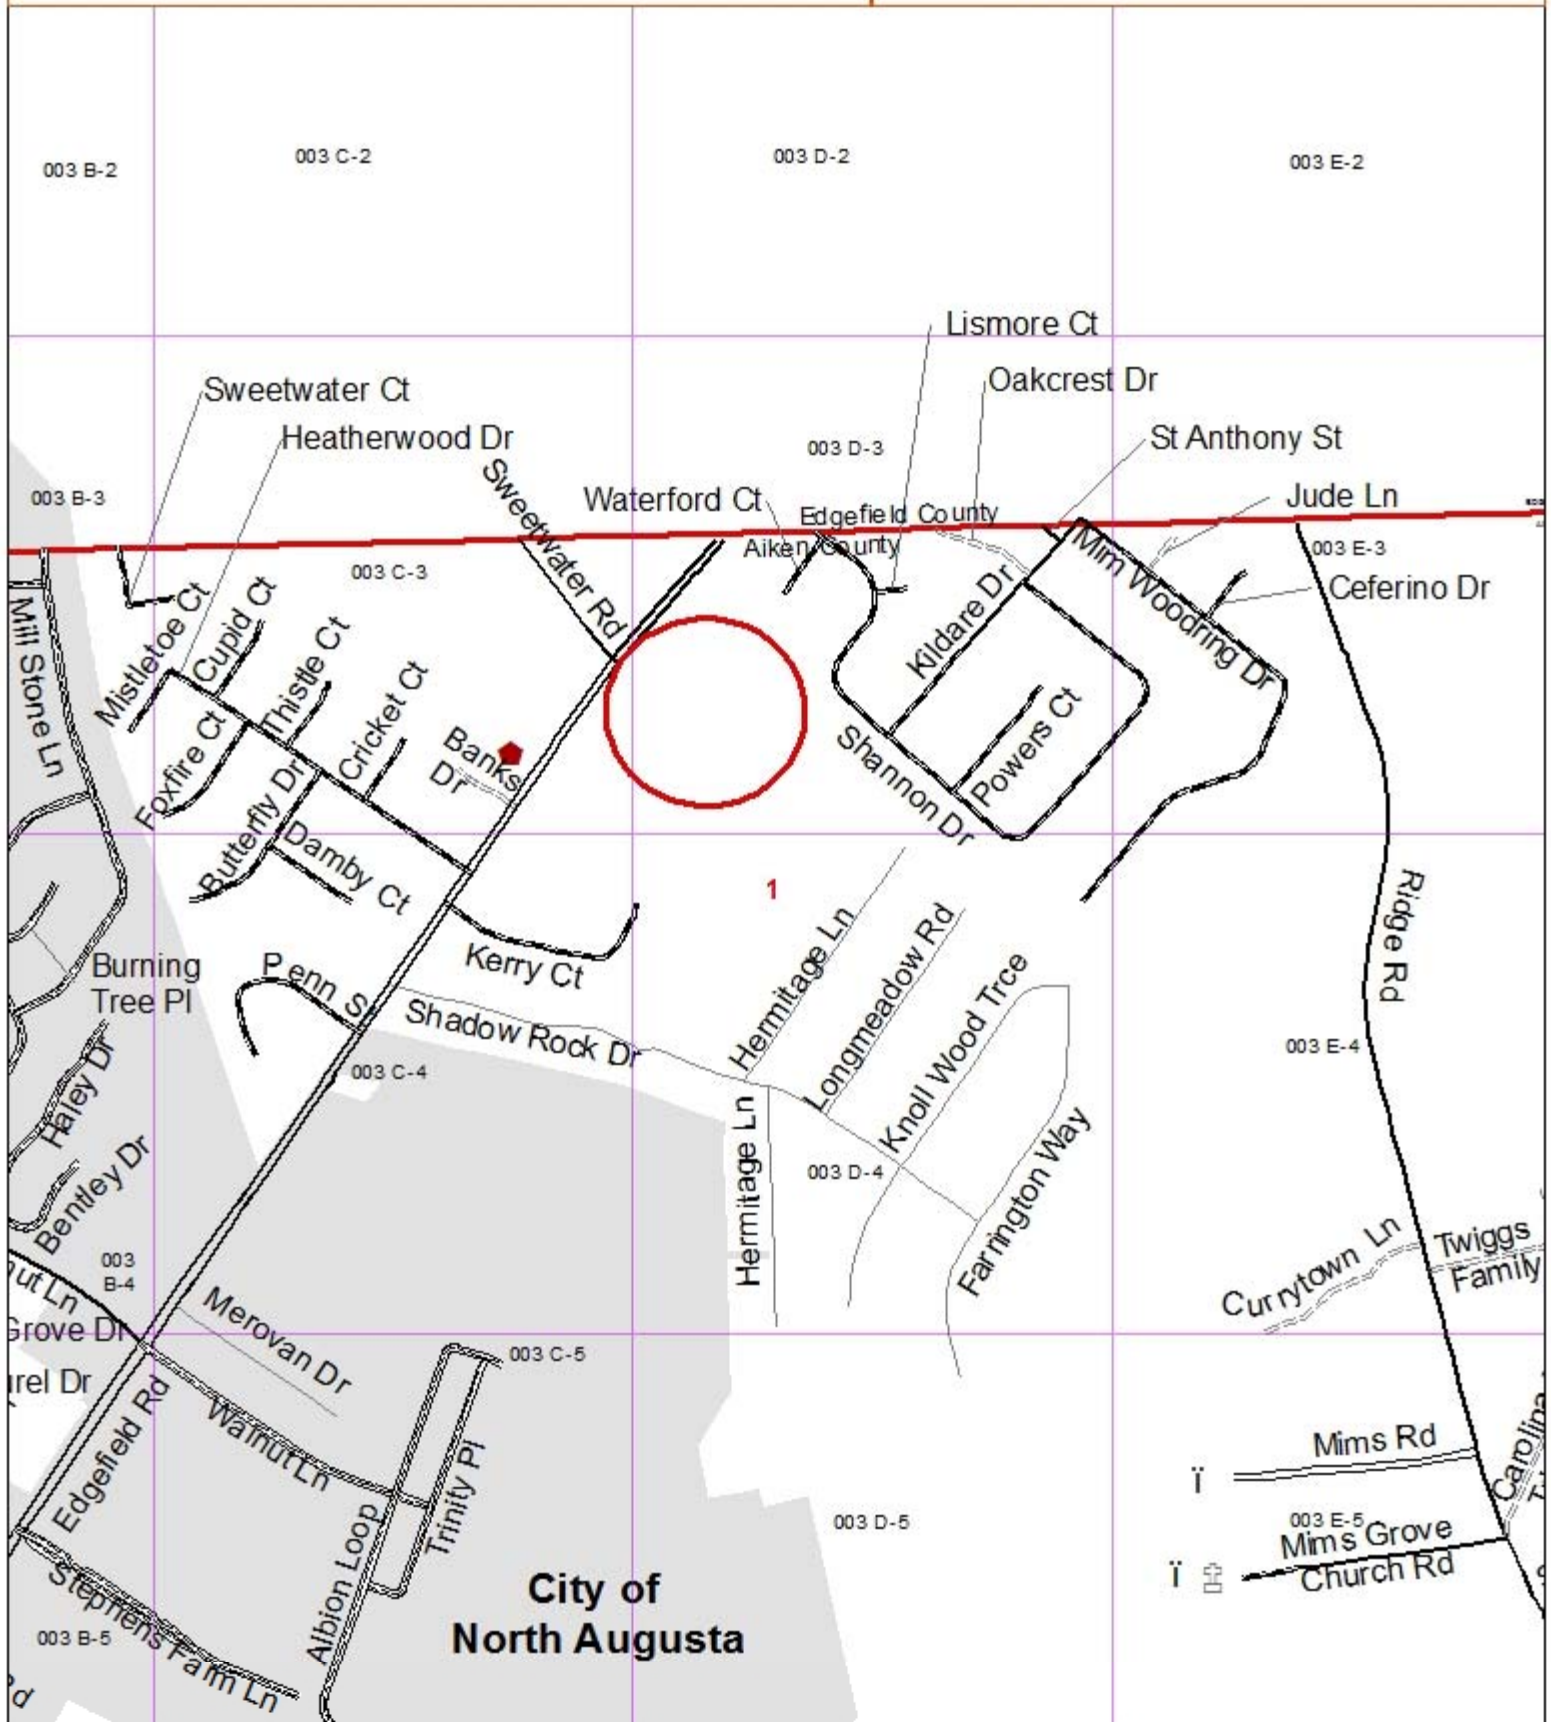 003 B-2
003 C-2
003 D-2
003 E-2
Lismore Ct
Oakcrest Dr
Sweetwater Ct
Heatherwood Dr
003 D-3
St Anthony St
003 B-3
Sweetwater Rd
Waterford Ct
Edgefield County
Aiken County
Jude Ln
003 E-3
003 C-3
Ceferino Dr
Mim Woodring Dr
Mill Stone Ln
Mistletoe Ct
Cupid Ct
Thistle Ct
Kildare Dr
Foxfire Ct
Cricket Ct
Banks
Dr
Powers Ct
Shannon Dr
Butterfly Dr
Damby Ct
1
Ridge Rd
Hermitage Ln
Longmeadow Rd
Knoll Wood Trce
Burning
Tree Pl
Penn S
Kerry Ct
Shadow Rock Dr
003 E-4
003 C-4
Haley Dr
Hermitage Ln
003 D-4
Farrington Way
Bentley Dr
003
B-4
Currytown Ln
Twiggs
Family
nut Ln
Grove Dr
Merovan Dr
003 C-5
rel Dr
Edgefield Rd
Walnut Ln
Trinity Pl
Mims Rd
Carolina
Ï
003 D-5
003 E-5
Mims Grove
Church Rd
Ï
Albion Loop
Stephens Farm Ln
City of
North Augusta
003 B-5
Rd